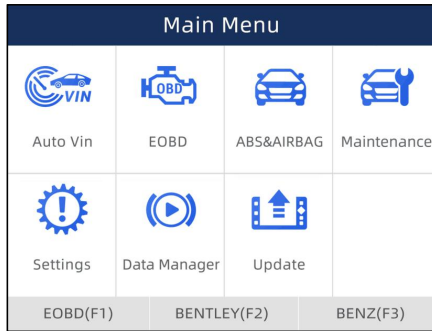 Main Menu
VIN OBD
Auto Vin EOBD ABS&AIRBAG Maintenance
Settings Data Manager Update
EOBD(F1) BENTLEY(F2) BENZ(F3)